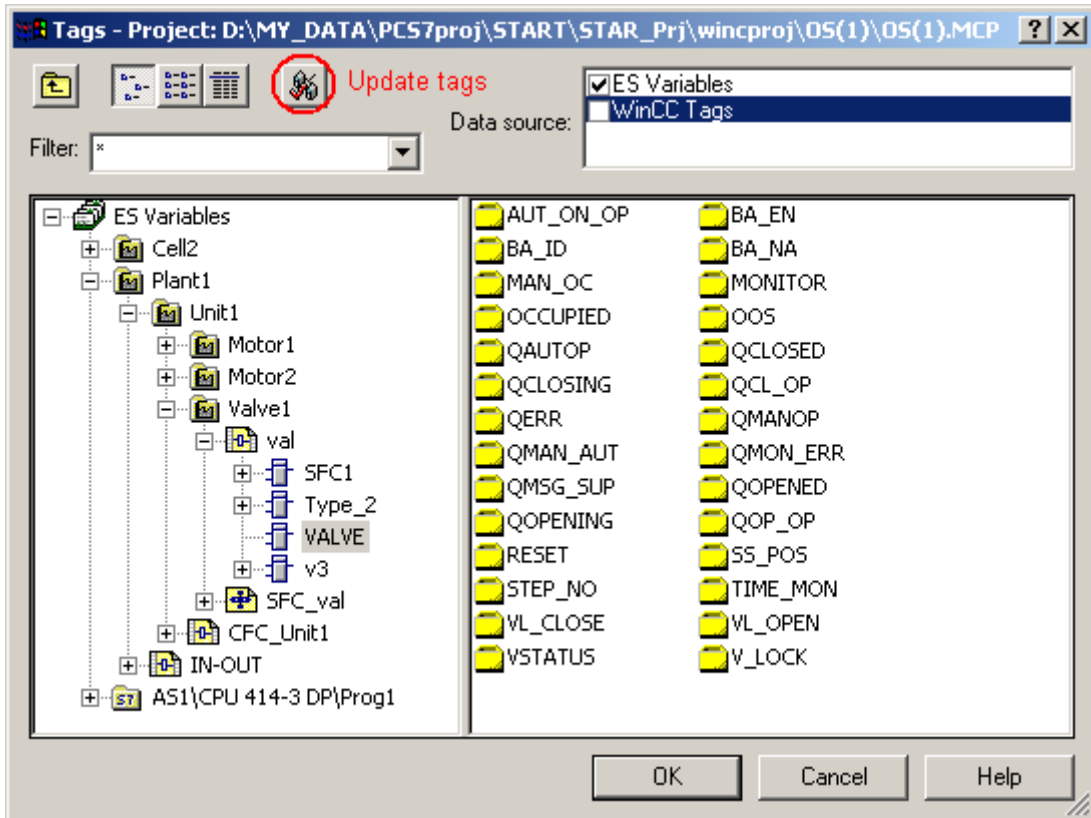 Tags - Project: D:\MY_DATA\PCS7proj\START\STAR_Prj\wincproj\OS(1)\OS(1).MCP
Update tags
Data source:
ES Variables
WinCC Tags
Filter: *
ES Variables
Cell2
Plant1
Unit1
Motor1
Motor2
Valve1
val
SFC1
Type_2
VALVE
v3
SFC_val
CFC_Unit1
IN-OUT
S7 AS1\CPU 414-3 DP\Prog1
AUT_ON_OP BA_EN
BA_ID BA_NA
MAN_OC MONITOR
OCCUPIED OOS
QAUTOP QCLOSED
QCLOSING QCL_OP
QERR QMANOP
QMAN_AUT QMON_ERR
QMSG_SUP QOPENED
QOPENING QOP_OP
RESET SS_POS
STEP_NO TIME_MON
VL_CLOSE VL_OPEN
VSTATUS V_LOCK
OK Cancel Help